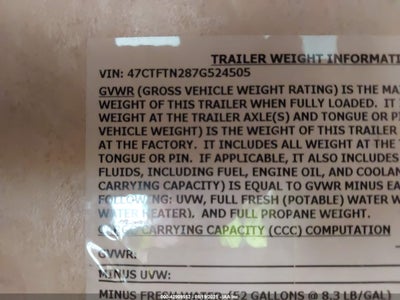 TRAILER WEIGHT INFORMATI
VIN: 47CTFTN287G524505
GVWR (GROSS VEHICLE WEIGHT RATING) IS THE MA
WEIGHT OF THIS TRAILER WHEN FULLY LOADED. IT
WEIGHT AT THE TRAILER AXLE(S) AND TONGUE OR PI
VEHICLE WEIGHT) IS THE WEIGHT OF THIS TRAILER
AT THE FACTORY. IT INCLUDES ALL WEIGHT AT THE
TONGUE OR PIN. IF APPLICABLE, IT ALSO INCLUDES
FLUIDS, INCLUDING FUEL, ENGINE OIL, AND COOLAN
CARRYING CAPACITY) IS EQUAL TO GVWR MINUS EA
FOLLOWING: UVW, FULL FRESH (POTABLE) WATER W
WATER HEATER), AND FULL PROPANE WEIGHT.
CARRYING CAPACITY (CCC) COMPUTATION
GVWR:
MINUS UVW:
MINUS FRESH WATER (52 GALLONS @ 8.3 LB/GAL)